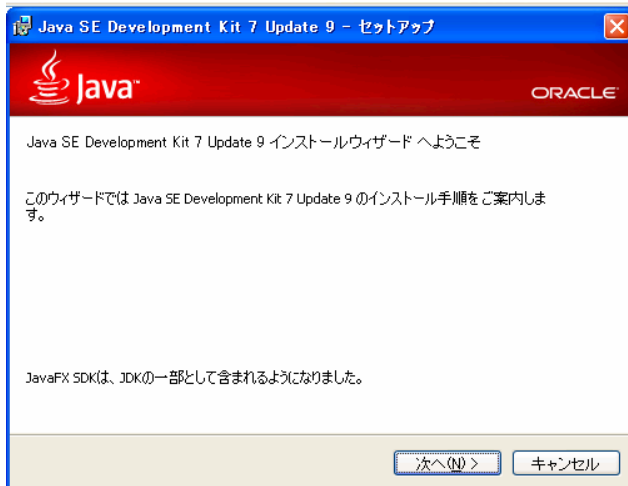 Java SE Development Kit 7 Update 9 - セットアップ
Java™
ORACLE
Java SE Development Kit 7 Update 9 インストールウィザード へようこそ
このウィザードでは Java SE Development Kit 7 Update 9 のインストール手順をご案内しま
す。
JavaFX SDKは、JDKの一部として含まれるようになりました。
次へ(N) >
キャンセル